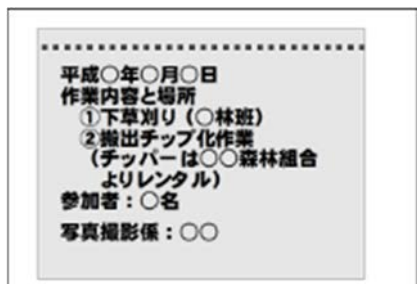 平成○年○月○日
作業内容と場所
①下草刈り（○林班）
②搬出チップ化作業
（チッパーは○○森林組合
よりレンタル）
参加者：○名
写真撮影係：○○